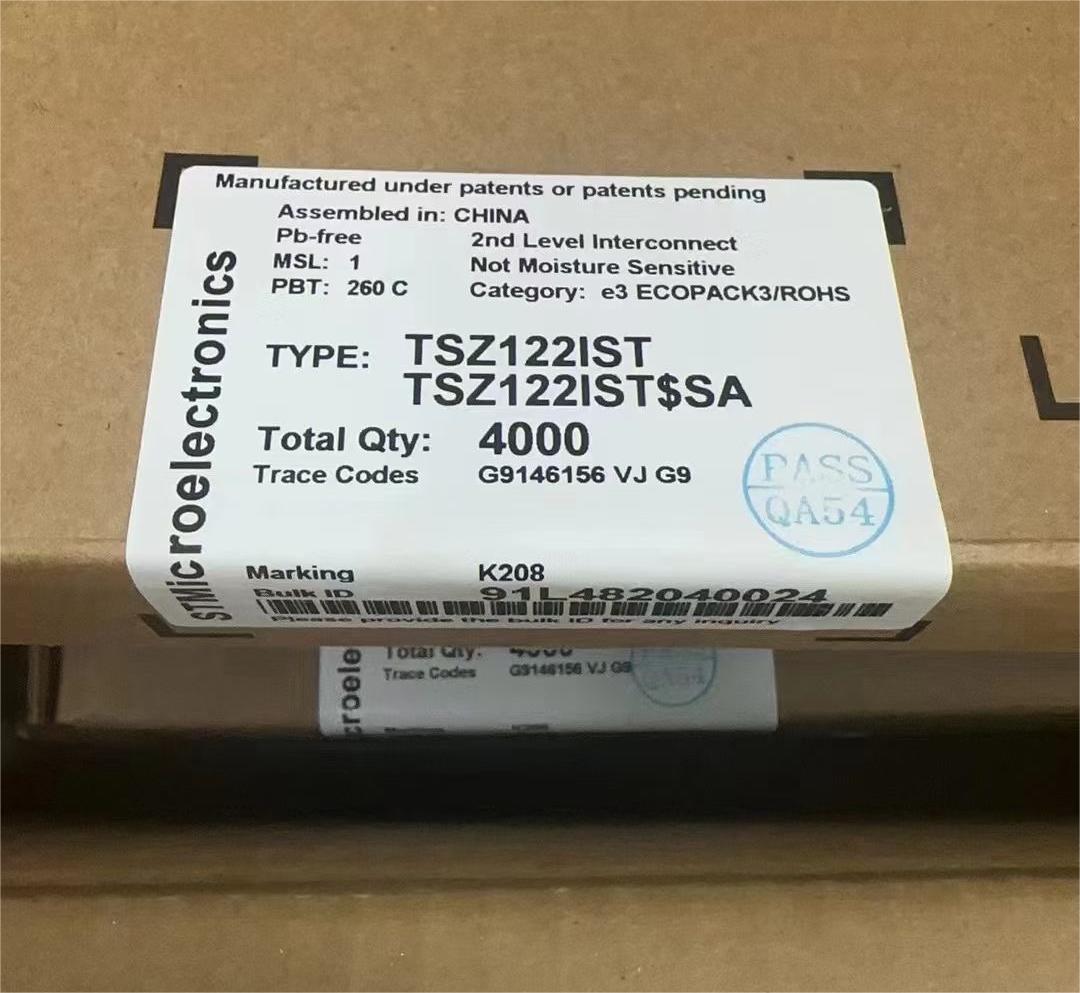 Manufactured under patents or patents pending
Assembled in: CHINA
Pb-free 2nd Level Interconnect
MSL: 1 Not Moisture Sensitive
PBT: 260 C Category: e3 ECOPACK3/ROHS
STMicroelectronics
TYPE: TSZ122IST
TSZ122IST$SA
Total Qty: 4000
Trace Codes G9146156 VJ G9
PASS
QA54
Marking K208
Bulk ID 91L482040024
Please provide the bulk ID for any inquiry
croele
Total Qty: 4000
Trace Codes G9146156 VJ G9
QA54